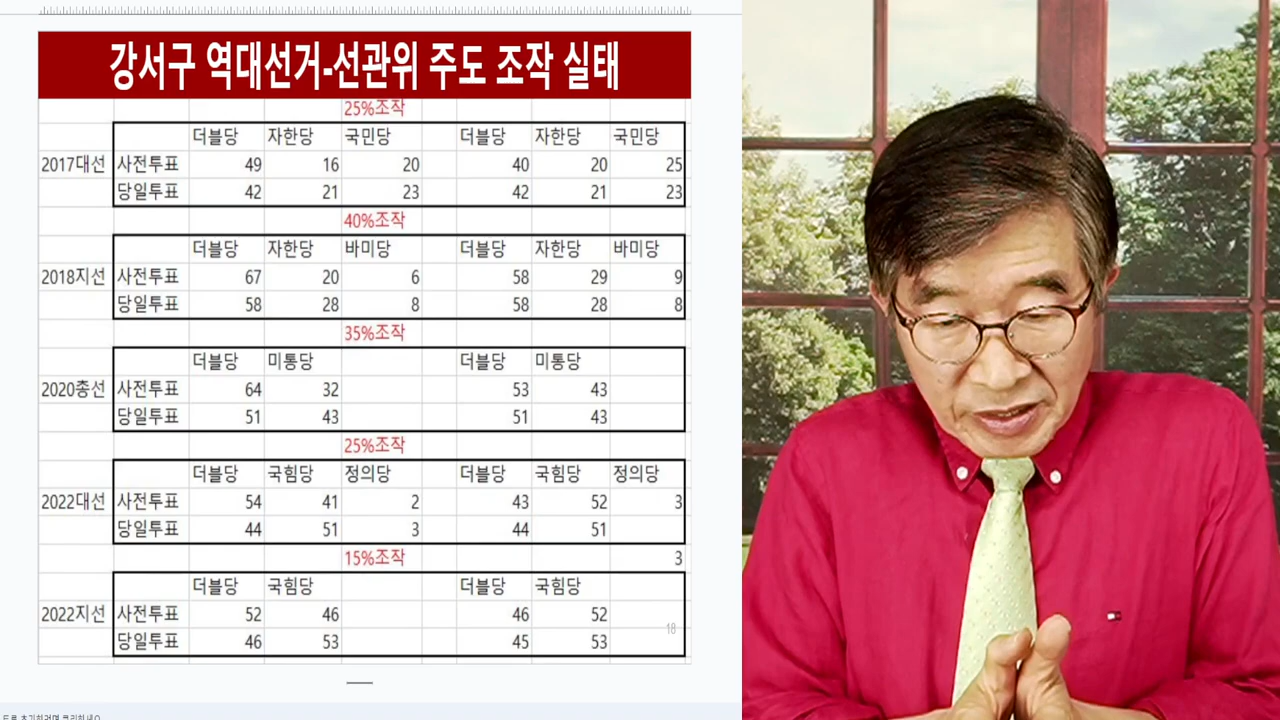 강서구 역대선거-선관위 주도 조작 실태
25%조작
더블당 자한당 국민당 더블당 자한당 국민당
2017대선 사전투표 49 16 20 40 20 25
당일투표 42 21 23 42 21 23
40%조작
더블당 자한당 바미당 더블당 자한당 바미당
2018지선 사전투표 67 20 6 58 29 9
당일투표 58 28 8 58 28 8
35%조작
더블당 미통당 더블당 미통당
2020총선 사전투표 64 32 53 43
당일투표 51 43 51 43
25%조작
더블당 국힘당 정의당 더블당 국힘당 정의당
2022대선 사전투표 54 41 2 43 52 3
당일투표 44 51 3 44 51
15%조작 3
더블당 국힘당 더블당 국힘당
2022지선 사전투표 52 46 46 52
당일투표 46 53 45 53
18